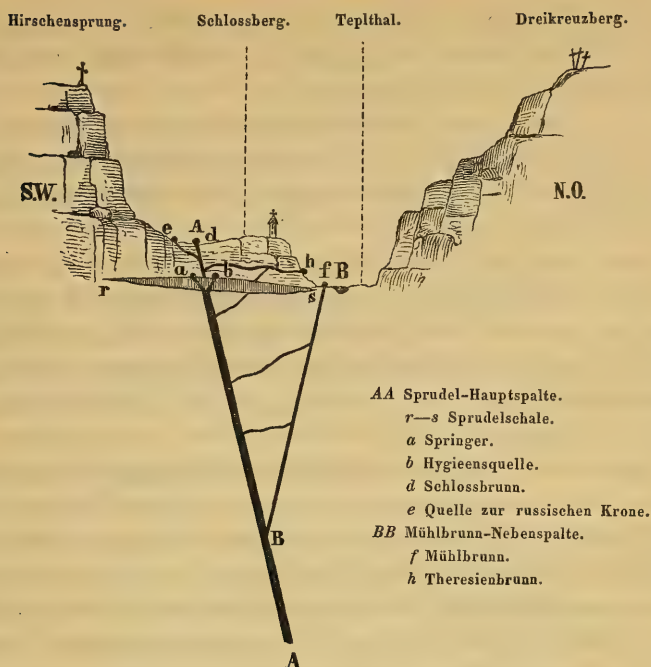 Hirschensprung. Schlossberg. Teplthal. Dreikreuzberg.
S.W. N.O.
e A d
a b h f B
r s
AA Sprudel-Hauptspalte.
r—s Sprudelschale.
a Springer.
b Hygieensquelle.
d Schlossbrunn.
e Quelle zur russischen Krone.
BB Mühlbrunn-Nebenspalte.
f Mühlbrunn.
h Theresienbrunn.
B
A